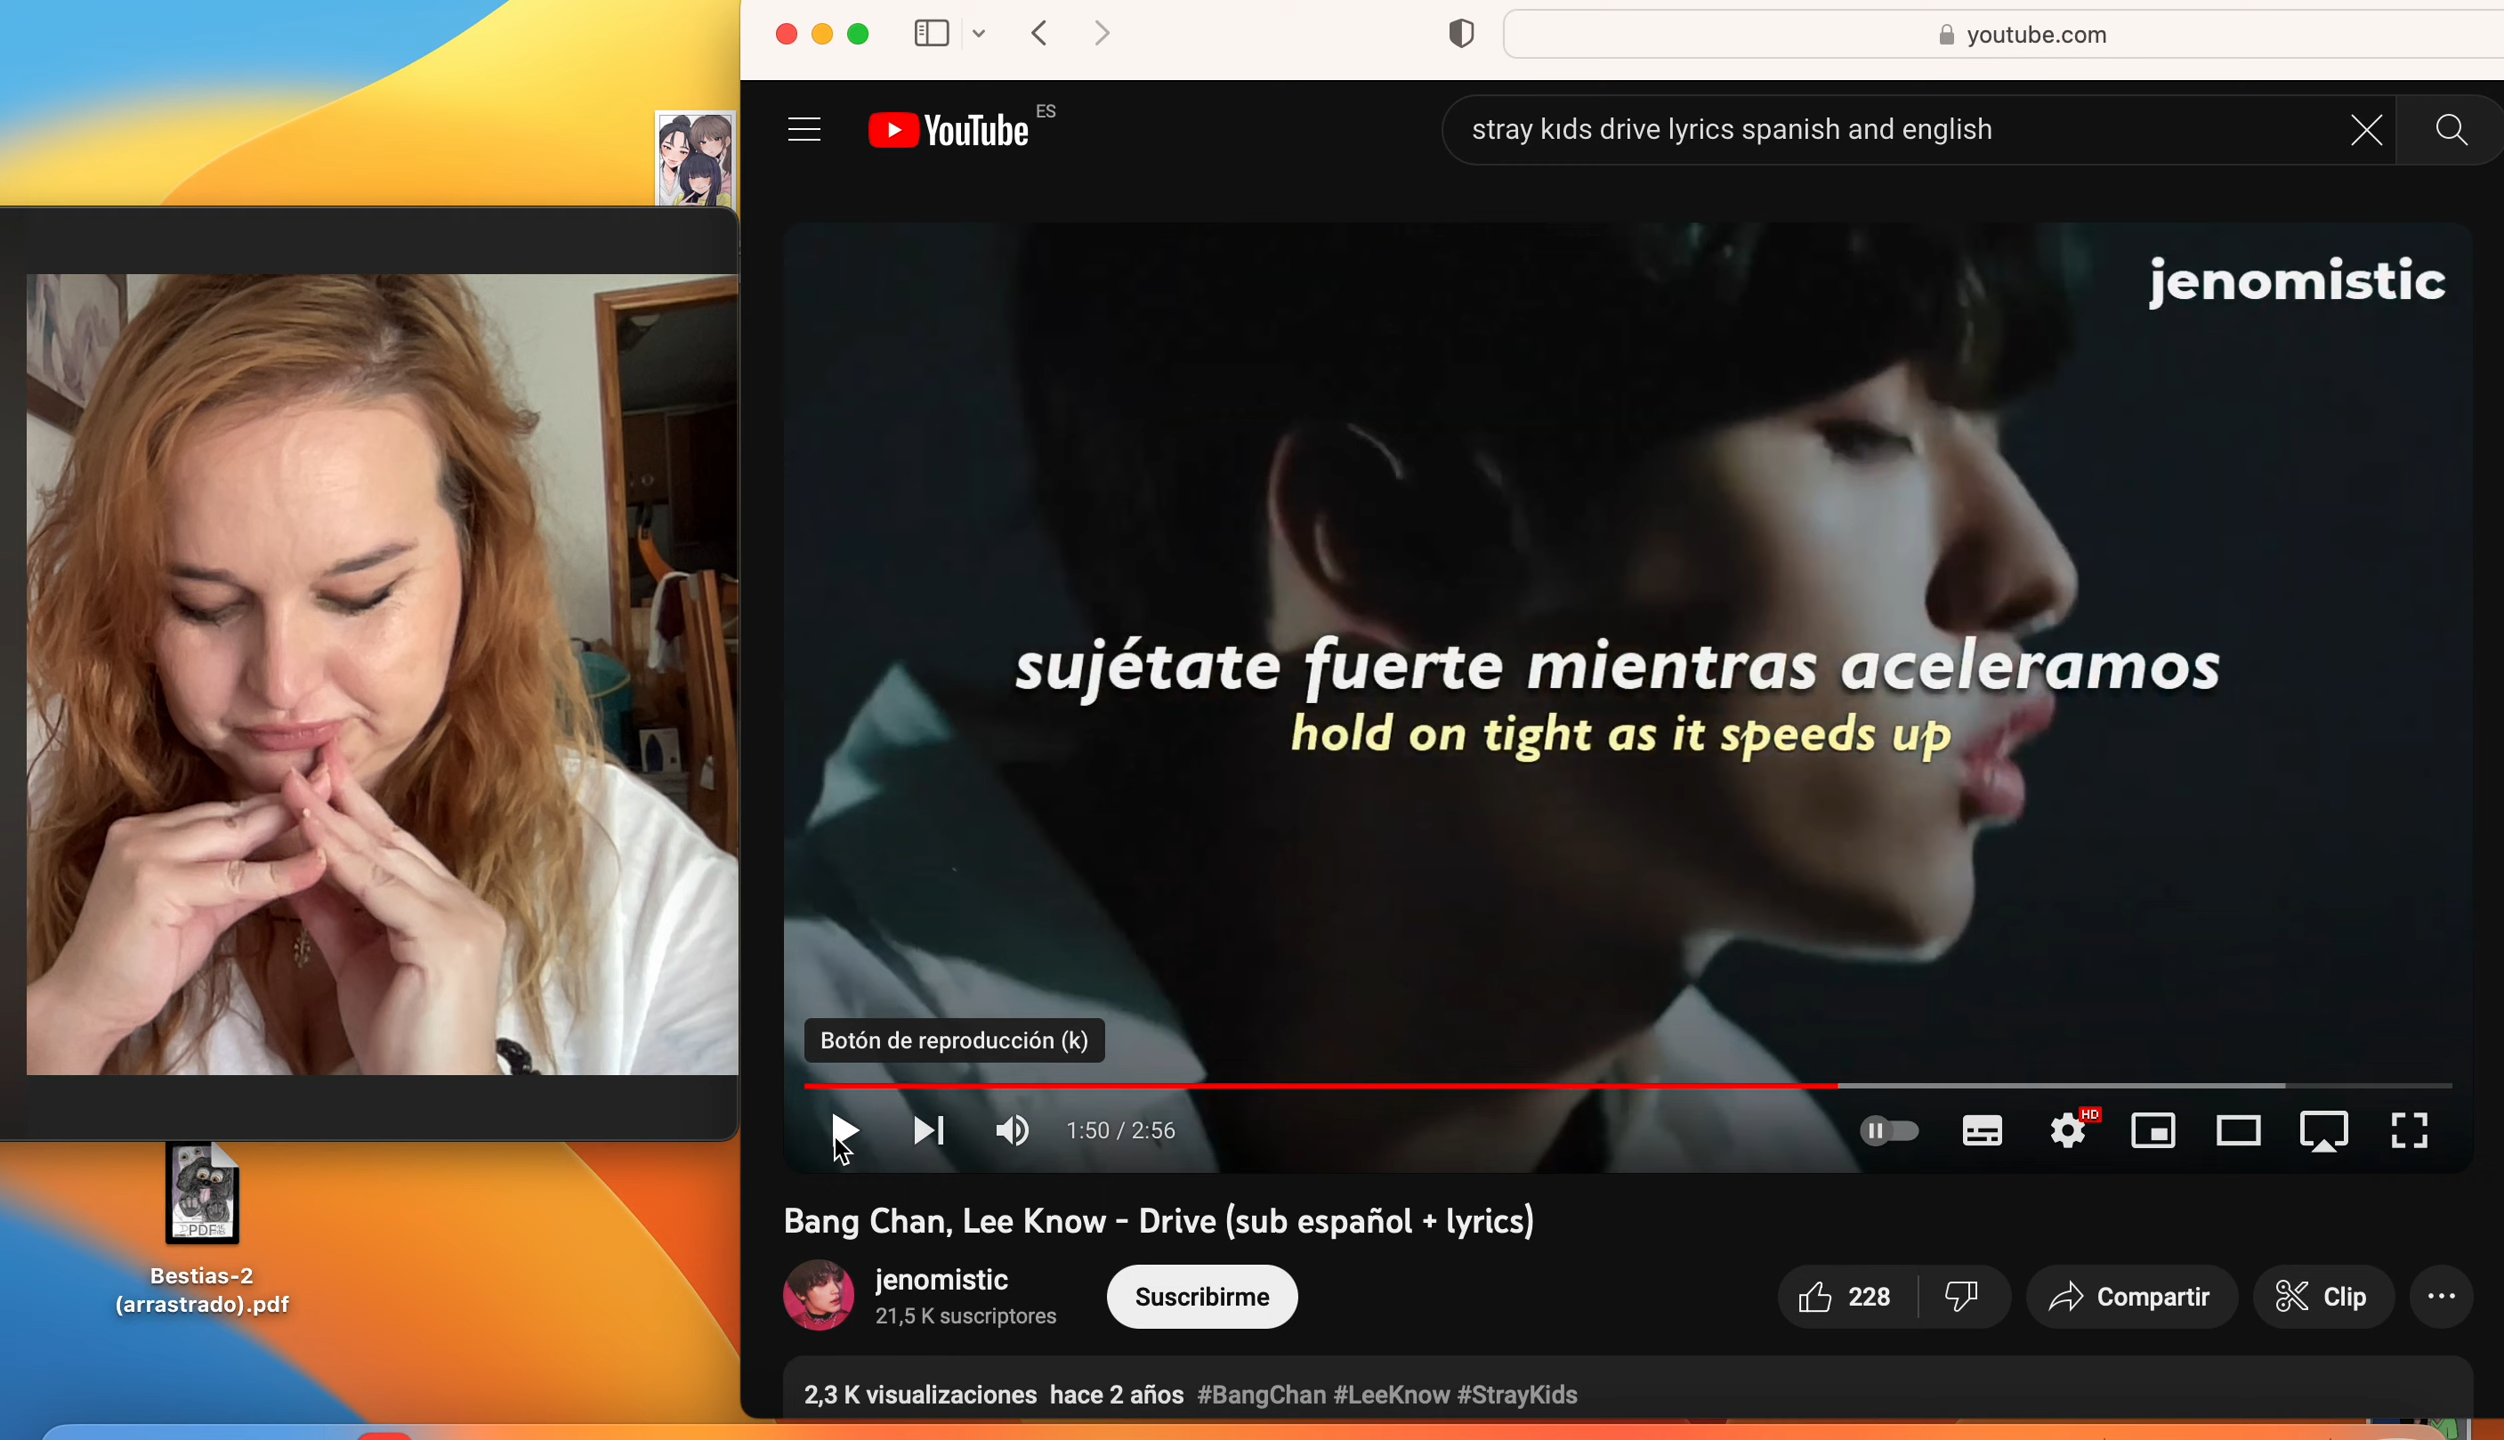 youtube.com
YouTube
ES
stray kids drive lyrics spanish and english
jenomistic
sujétate fuerte mientras aceleramos
hold on tight as it speeds up
Botón de reproducción (k)
1:50 / 2:56
HD
Bang Chan, Lee Know - Drive (sub español + lyrics)
jenomistic
21,5 K suscriptores
Suscribirme
228
Compartir
Clip
2,3 K visualizaciones hace 2 años #BangChan #LeeKnow #StrayKids
PDF
Bestias-2
(arrastrado).pdf